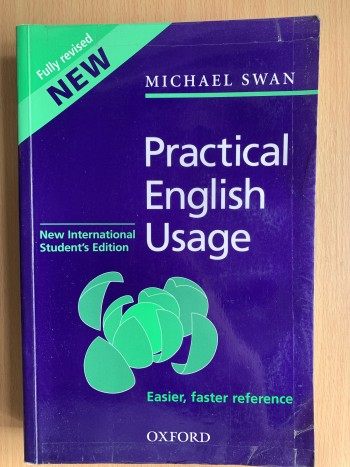 Fully revised
NEW
MICHAEL SWAN
Practical
English
Usage
New International
Student's Edition
Easier, faster reference
OXFORD